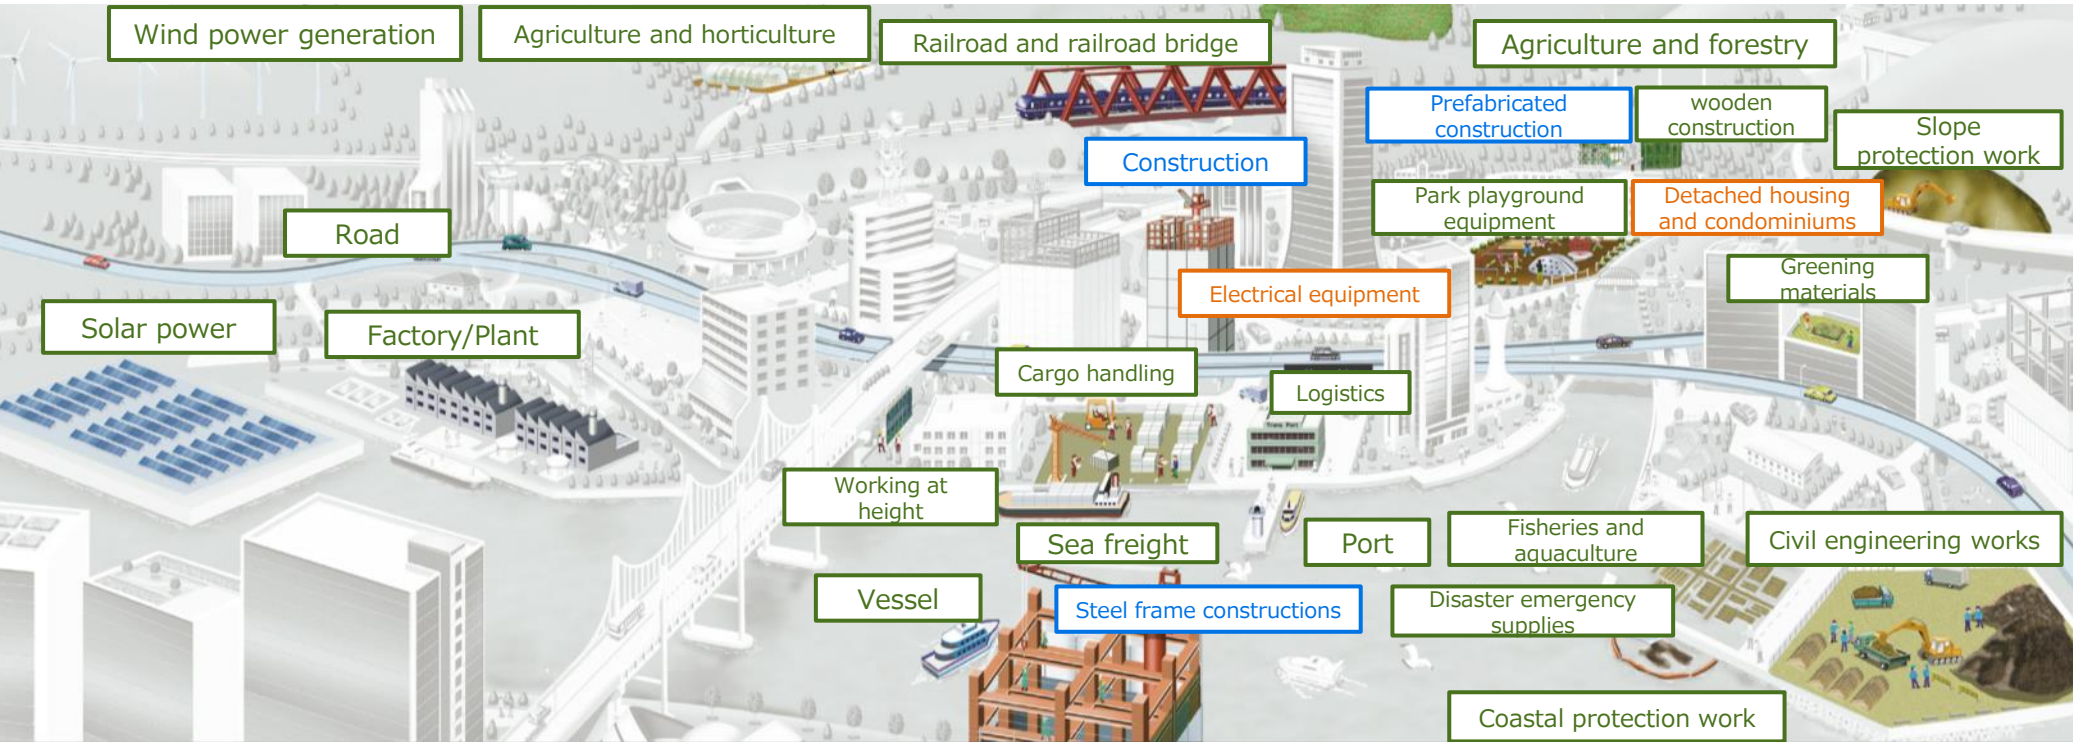 Wind power generation
Agriculture and horticulture
Railroad and railroad bridge
Agriculture and forestry
Prefabricated
construction
wooden
construction
Slope
protection work
Construction
Park playground
equipment
Detached housing
and condominiums
Road
Greening
materials
Electrical equipment
Solar power
Factory/Plant
Cargo handling
Logistics
Trans Port
Working at
height
Sea freight
Port
Fisheries and
aquaculture
Civil engineering works
Vessel
Steel frame constructions
Disaster emergency
supplies
Coastal protection work